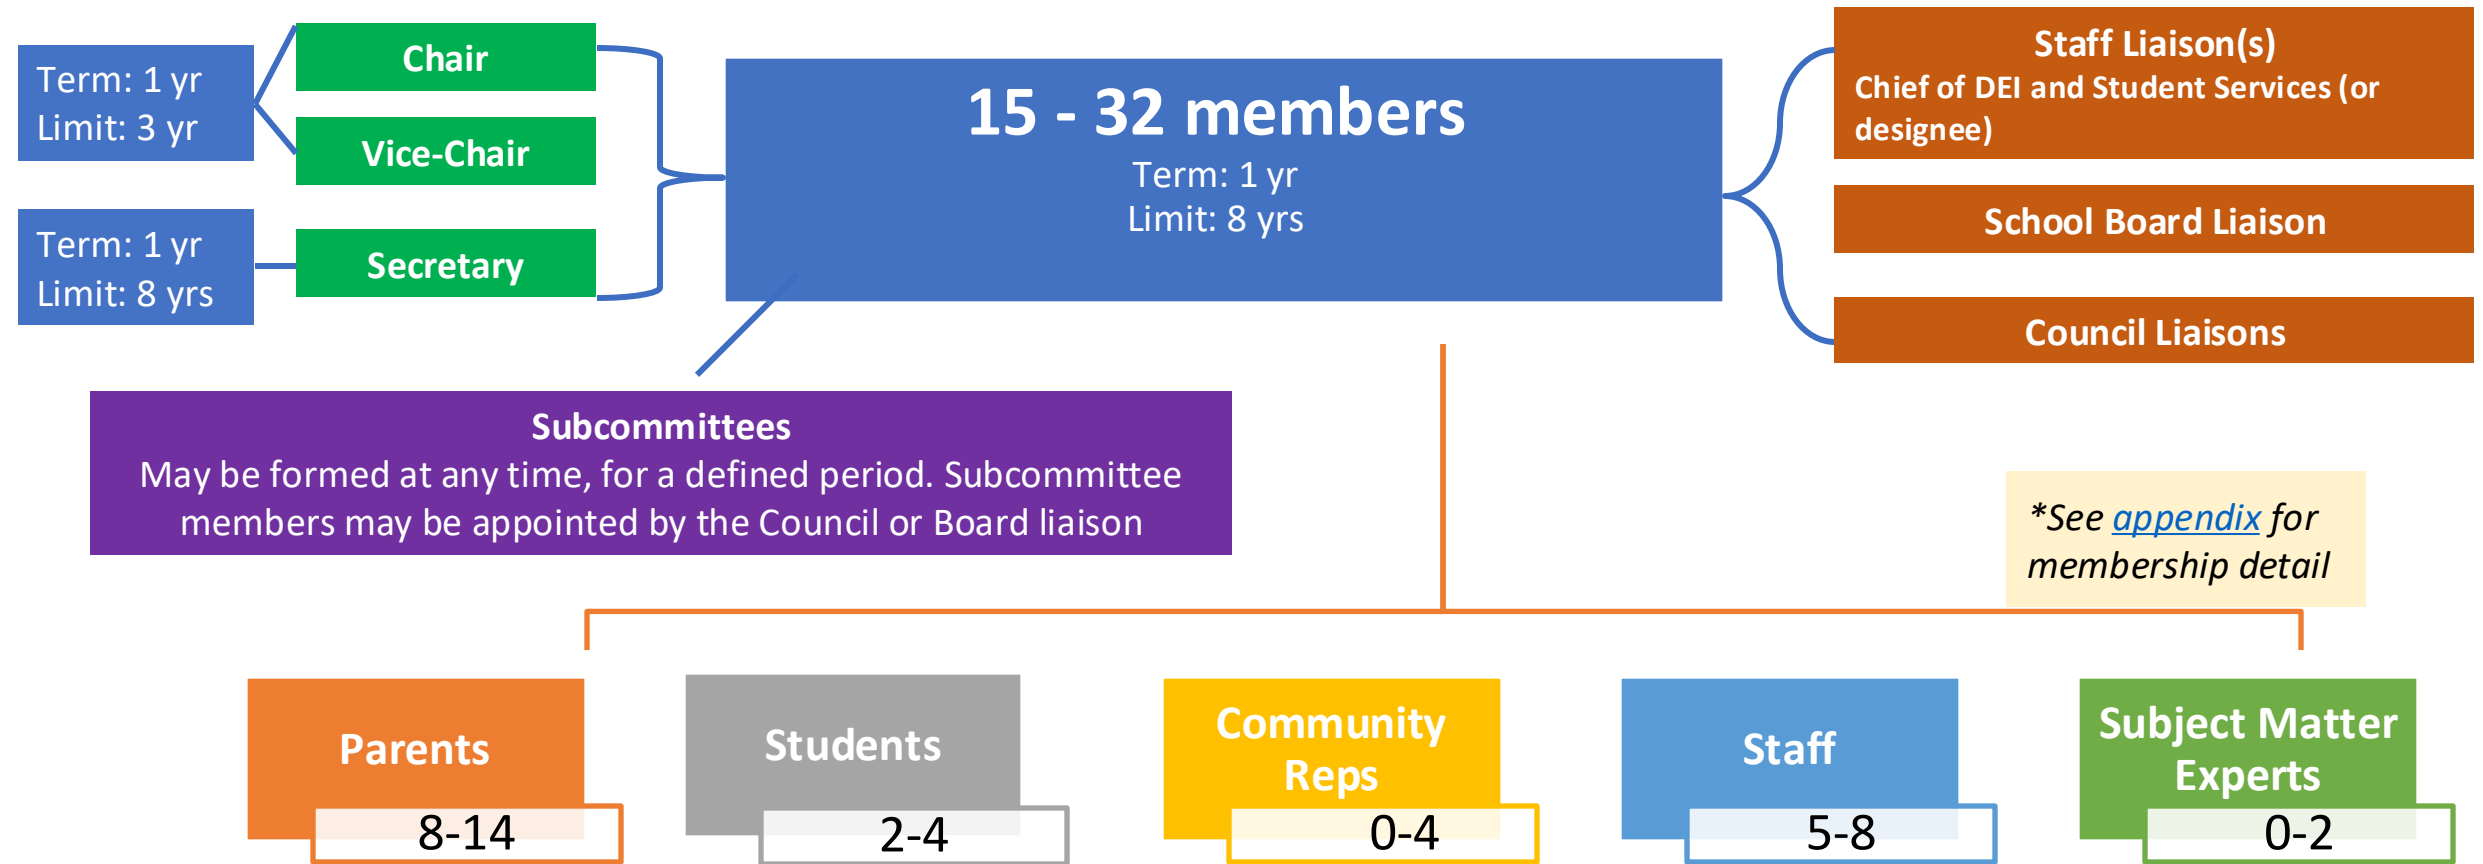 Term: 1 yr
Limit: 3 yr
Chair
Vice-Chair
Term: 1 yr
Limit: 8 yrs
Secretary
15 - 32 members
Term: 1 yr
Limit: 8 yrs
Staff Liaison(s)
Chief of DEI and Student Services (or
designee)
School Board Liaison
Council Liaisons
Subcommittees
May be formed at any time, for a defined period. Subcommittee
members may be appointed by the Council or Board liaison
*See appendix for
membership detail
Parents
8-14
Students
2-4
Community
Reps
0-4
Staff
5-8
Subject Matter
Experts
0-2